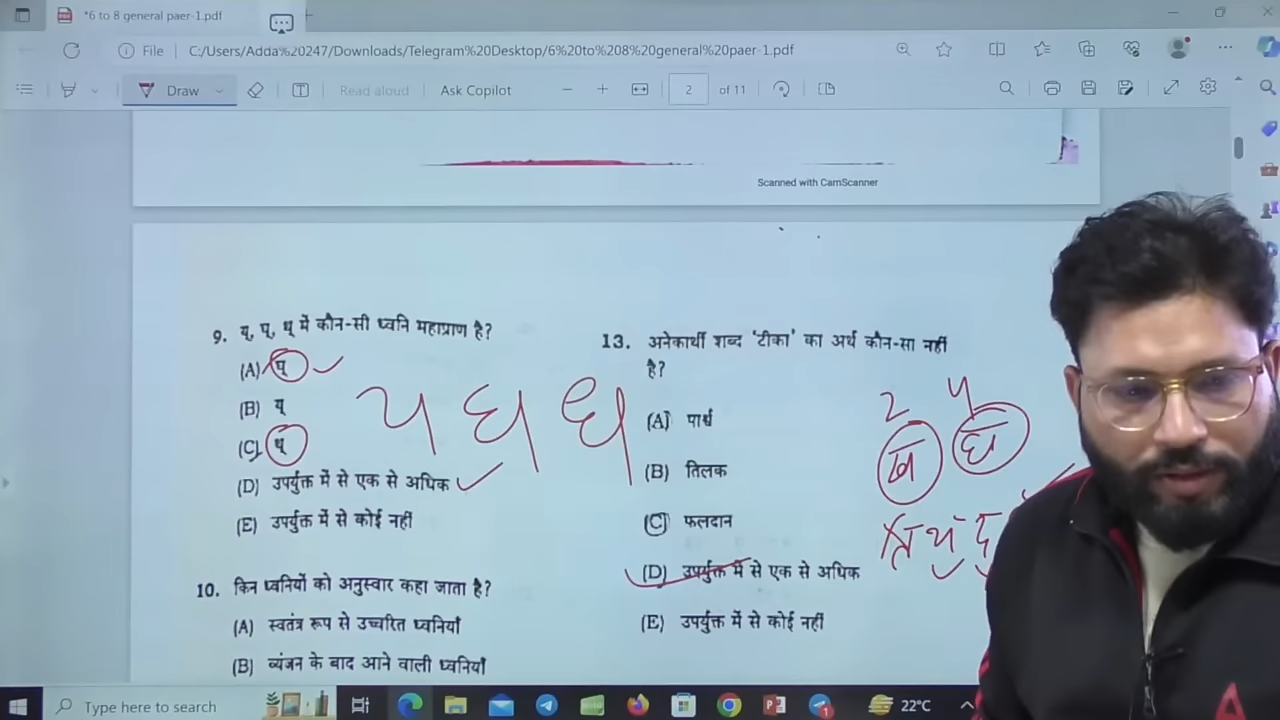 *6 to 8 general paer-1.pdf
File
C:/Users/Adda%20247/Downloads/Telegram%20Desktop/6%20to%208%20general%20paer-1.pdf
Draw
Read aloud
Ask Copilot
2
of 11
Scanned with CamScanner
9. में कौन-सी ध्वनि महाप्राण है?
(A)
(B) य्
(C)
(D) उपर्युक्त में से एक से अधिक
(E) उपर्युक्त में से कोई नहीं
10. किन ध्वनियों को अनुस्वार कहा जाता है?
(A) स्वतंत्र रूप से उच्चरित ध्वनियाँ
(B) व्यंजन के बाद आने वाली ध्वनियाँ
13. अनेकार्थी शब्द 'टीका' का अर्थ कौन-सा नहीं
है?
(A) पार्थ
(B) तिलक
(C) फलदान
(D) उपर्युक्त में से एक से अधिक
(E) उपर्युक्त में से कोई नहीं
2 4
Type here to search
22°C